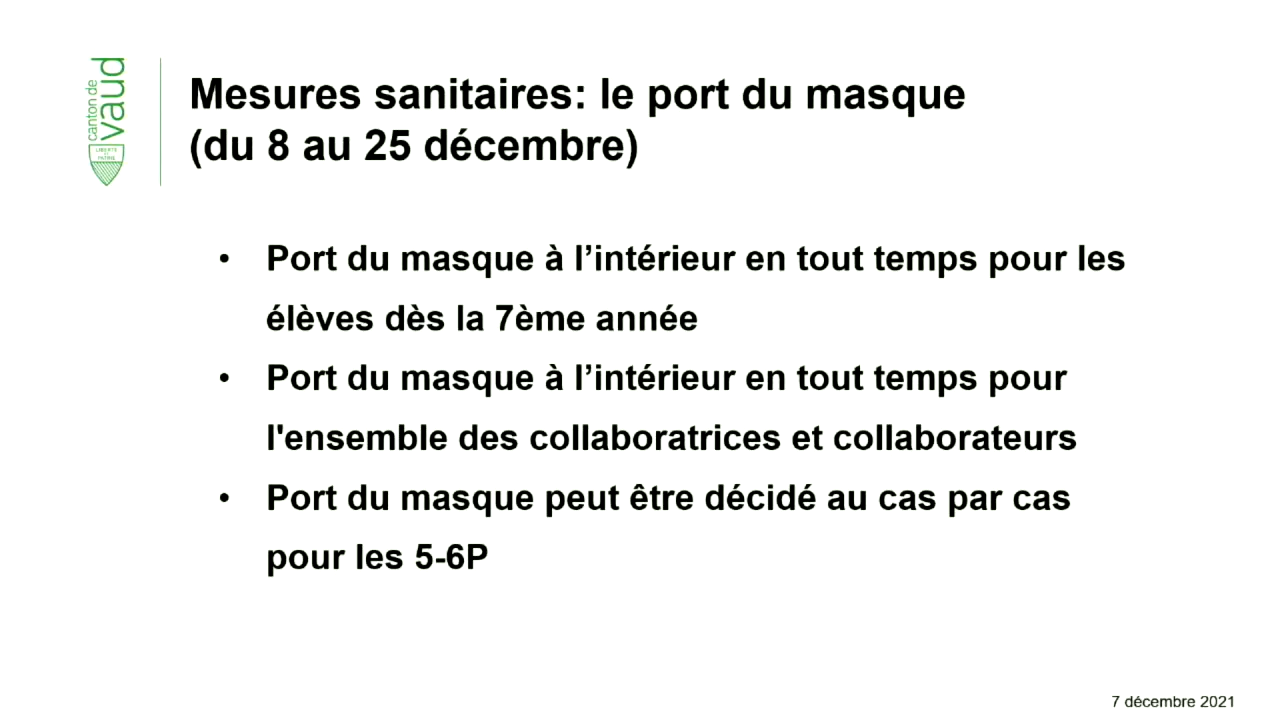 canton de
vaud
LIBERTÉ
ET
PATRIE
Mesures sanitaires: le port du masque
(du 8 au 25 décembre)
• Port du masque à l’intérieur en tout temps pour les
élèves dès la 7ème année
• Port du masque à l’intérieur en tout temps pour
l'ensemble des collaboratrices et collaborateurs
• Port du masque peut être décidé au cas par cas
pour les 5-6P
7 décembre 2021